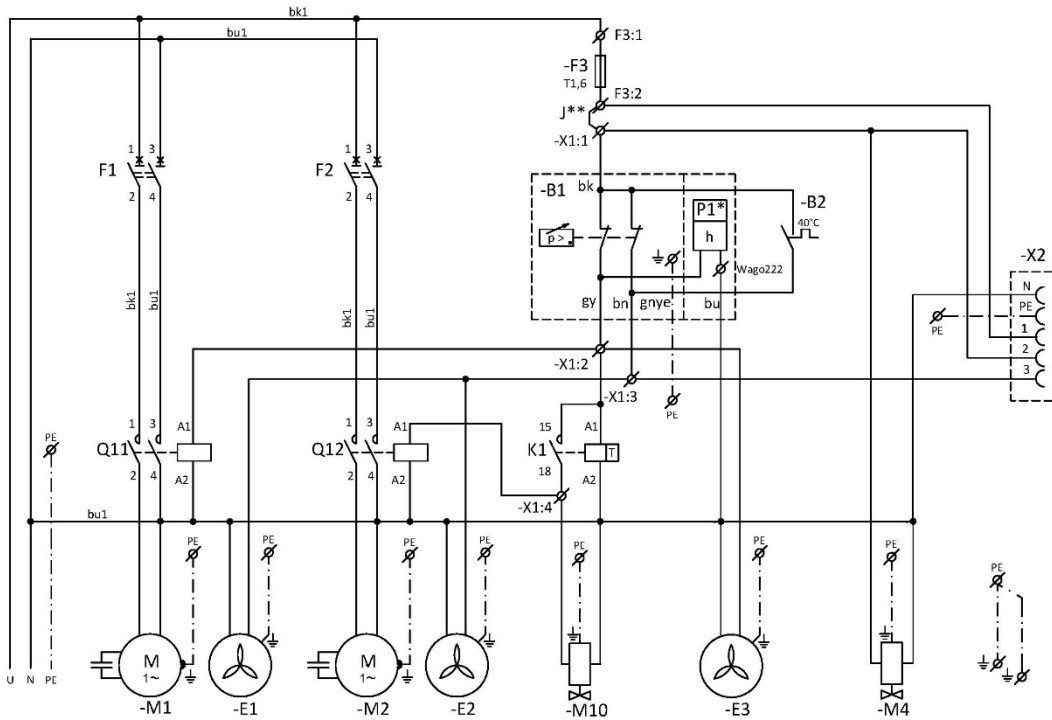 bk1
bu1
F3:1
-F3
T1,6
F3:2
J**
-X1:1
1 3
F1
2 4
1 3
F2
2 4
-B1
bk
P1*
h
p >
-B2
40°C
Wago222
gy
bn
gnye
bu
-X2
N
PE
1
2
3
PE
bk1
bu1
bk1
bu1
-X1:2
-X1:3
PE
1 3
Q11
2 4
A1
A2
1 3
Q12
2 4
A1
A2
15
K1
18
A1
T
A2
-X1:4
PE
bu1
PE
PE
PE
PE
PE
PE
PE
PE
U N PE
M
1~
M
1~
-M1
-E1
-M2
-E2
-M10
-E3
-M4